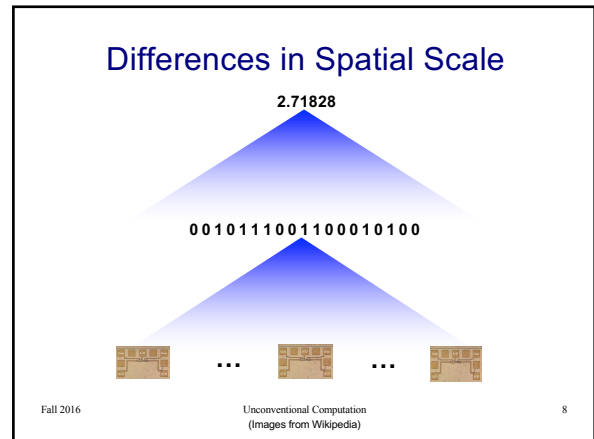 Differences in Spatial Scale
2.71828
0 0 1 0 1 1 1 0 0 1 1 0 0 0 1 0 1 0 0
... ...
Fall 2016 Unconventional Computation 8
(Images from Wikipedia)